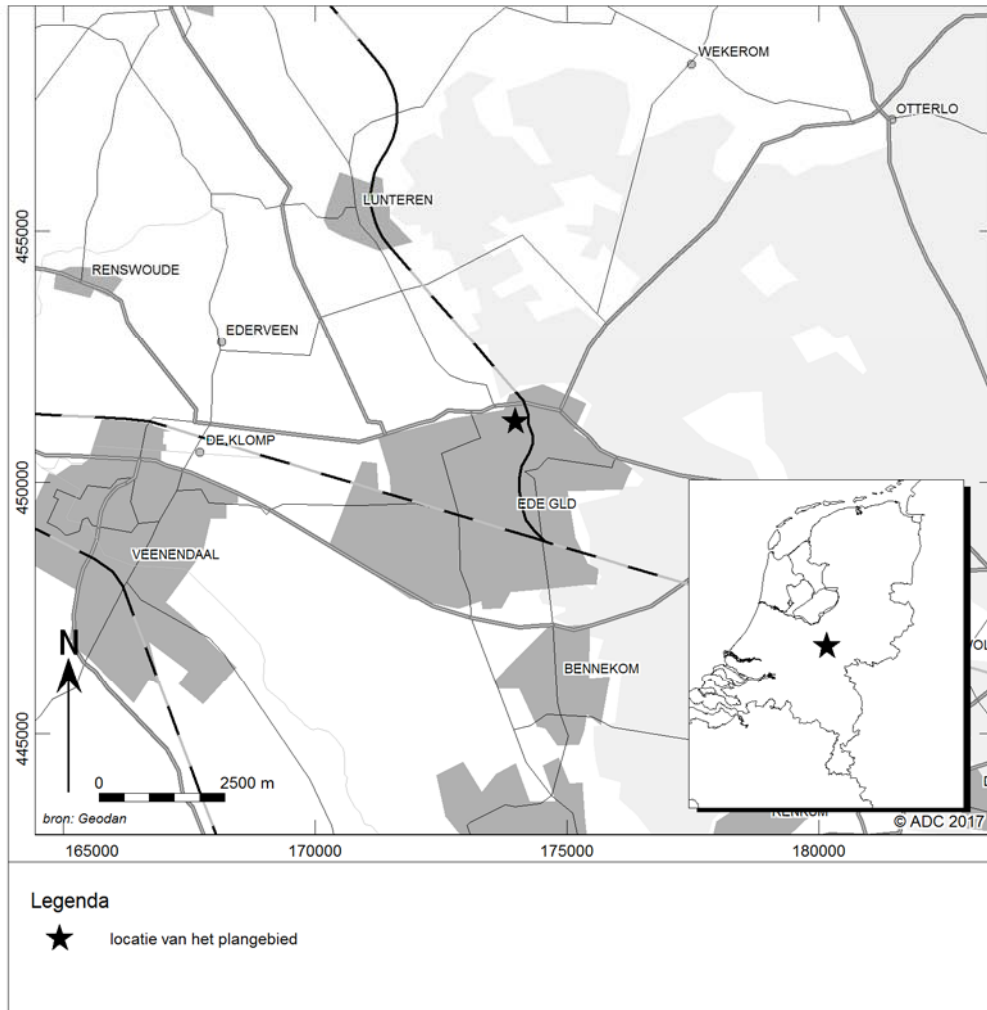 WEKEROM
OTTERLO
LUNTEREN
455000
RENSWOUDE
EDERVEEN
DE KLOMP
450000
EDE GLD
VEENENDAAL
BENNEKOM
N
445000
0 2500 m
bron: Geodan
RENKUM
© ADC 2017
165000 170000 175000 180000
Legenda
locatie van het plangebied